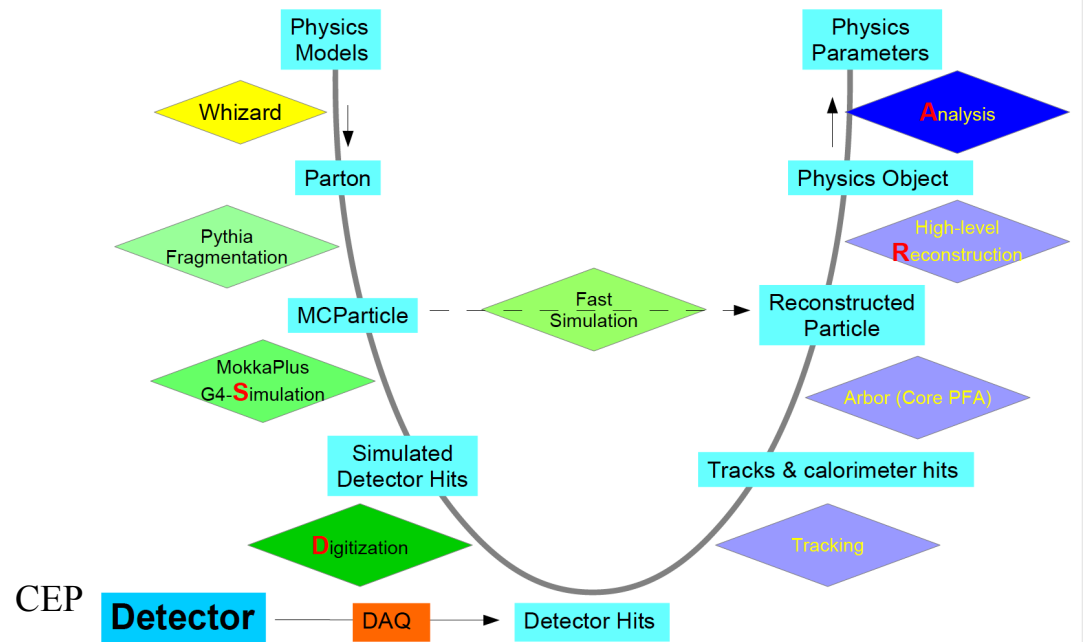 Physics
Models
Physics
Parameters
Whizard
Analysis
Parton
Physics Object
Pythia
Fragmentation
High-level
Reconstruction
MCParticle
Fast
Simulation
Reconstructed
Particle
MokkaPlus
G4-Simulation
Arbor (Core PFA)
Simulated
Detector Hits
Tracks & calorimeter hits
Digitization
Tracking
CEP
Detector
DAQ
Detector Hits